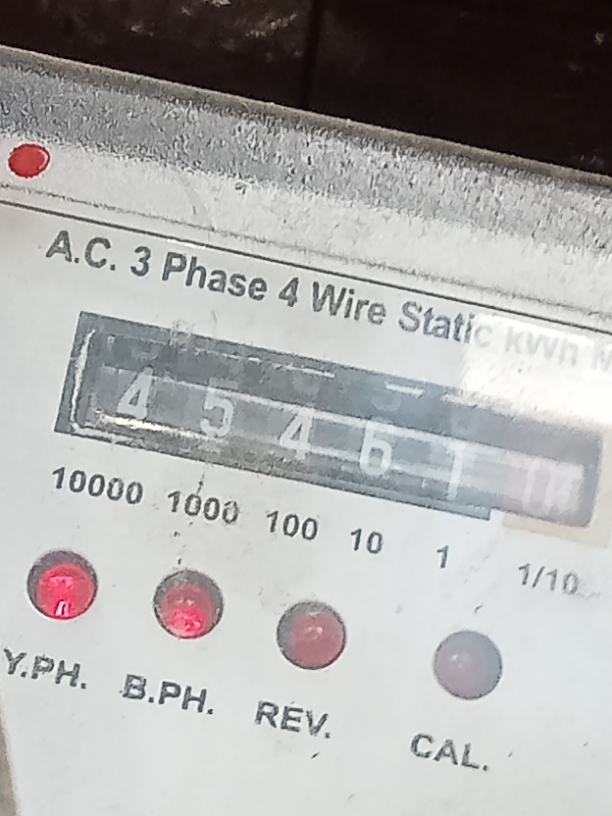 A.C. 3 Phase 4 Wire Static kWh M
4 5 4 6 1
10000 1000 100 10 1 1/10
Y.PH. B.PH. REV. CAL.